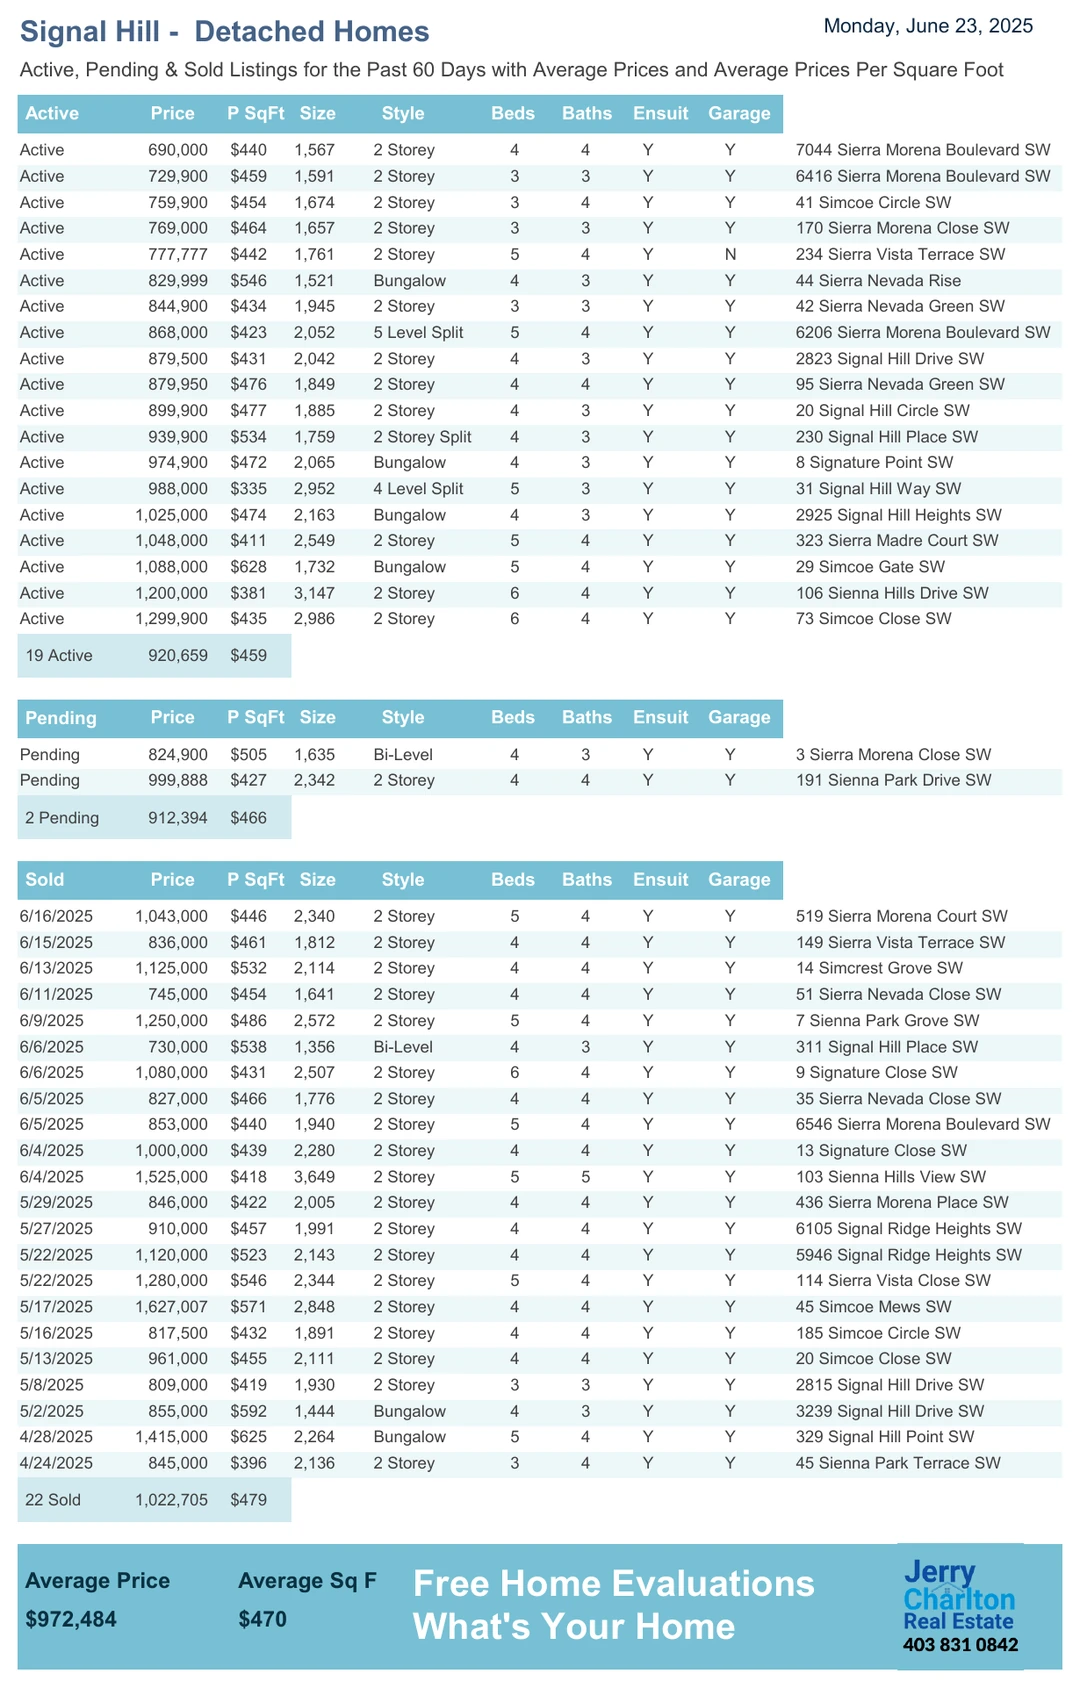 Signal Hill - Detached Homes
Monday, June 23, 2025
Active, Pending & Sold Listings for the Past 60 Days with Average Prices and Average Prices Per Square Foot
Active Price P SqFt Size Style Beds Baths Ensuit Garage
Active 690,000 $440 1,567 2 Storey 4 4 Y Y 7044 Sierra Morena Boulevard SW
Active 729,900 $459 1,591 2 Storey 3 3 Y Y 6416 Sierra Morena Boulevard SW
Active 759,900 $454 1,674 2 Storey 3 4 Y Y 41 Simcoe Circle SW
Active 769,000 $464 1,657 2 Storey 3 3 Y Y 170 Sierra Morena Close SW
Active 777,777 $442 1,761 2 Storey 5 4 Y N 234 Sierra Vista Terrace SW
Active 829,999 $546 1,521 Bungalow 4 3 Y Y 44 Sierra Nevada Rise
Active 844,900 $434 1,945 2 Storey 3 3 Y Y 42 Sierra Nevada Green SW
Active 868,000 $423 2,052 5 Level Split 5 4 Y Y 6206 Sierra Morena Boulevard SW
Active 879,500 $431 2,042 2 Storey 4 3 Y Y 2823 Signal Hill Drive SW
Active 879,950 $476 1,849 2 Storey 4 4 Y Y 95 Sierra Nevada Green SW
Active 899,900 $477 1,885 2 Storey 4 3 Y Y 20 Signal Hill Circle SW
Active 939,900 $534 1,759 2 Storey Split 4 3 Y Y 230 Signal Hill Place SW
Active 974,900 $472 2,065 Bungalow 4 3 Y Y 8 Signature Point SW
Active 988,000 $335 2,952 4 Level Split 5 3 Y Y 31 Signal Hill Way SW
Active 1,025,000 $474 2,163 Bungalow 4 3 Y Y 2925 Signal Hill Heights SW
Active 1,048,000 $411 2,549 2 Storey 5 4 Y Y 323 Sierra Madre Court SW
Active 1,088,000 $628 1,732 Bungalow 5 4 Y Y 29 Simcoe Gate SW
Active 1,200,000 $381 3,147 2 Storey 6 4 Y Y 106 Sienna Hills Drive SW
Active 1,299,900 $435 2,986 2 Storey 6 4 Y Y 73 Simcoe Close SW
19 Active 920,659 $459
Pending Price P SqFt Size Style Beds Baths Ensuit Garage
Pending 824,900 $505 1,635 Bi-Level 4 3 Y Y 3 Sierra Morena Close SW
Pending 999,888 $427 2,342 2 Storey 4 4 Y Y 191 Sienna Park Drive SW
2 Pending 912,394 $466
Sold Price P SqFt Size Style Beds Baths Ensuit Garage
6/16/2025 1,043,000 $446 2,340 2 Storey 5 4 Y Y 519 Sierra Morena Court SW
6/15/2025 836,000 $461 1,812 2 Storey 4 4 Y Y 149 Sierra Vista Terrace SW
6/13/2025 1,125,000 $532 2,114 2 Storey 4 4 Y Y 14 Simcrest Grove SW
6/11/2025 745,000 $454 1,641 2 Storey 4 4 Y Y 51 Sierra Nevada Close SW
6/9/2025 1,250,000 $486 2,572 2 Storey 5 4 Y Y 7 Sienna Park Grove SW
6/6/2025 730,000 $538 1,356 Bi-Level 4 3 Y Y 311 Signal Hill Place SW
6/6/2025 1,080,000 $431 2,507 2 Storey 6 4 Y Y 9 Signature Close SW
6/5/2025 827,000 $466 1,776 2 Storey 4 4 Y Y 35 Sierra Nevada Close SW
6/5/2025 853,000 $440 1,940 2 Storey 5 4 Y Y 6546 Sierra Morena Boulevard SW
6/4/2025 1,000,000 $439 2,280 2 Storey 4 4 Y Y 13 Signature Close SW
6/4/2025 1,525,000 $418 3,649 2 Storey 5 5 Y Y 103 Sienna Hills View SW
5/29/2025 846,000 $422 2,005 2 Storey 4 4 Y Y 436 Sierra Morena Place SW
5/27/2025 910,000 $457 1,991 2 Storey 4 4 Y Y 6105 Signal Ridge Heights SW
5/22/2025 1,120,000 $523 2,143 2 Storey 4 4 Y Y 5946 Signal Ridge Heights SW
5/22/2025 1,280,000 $546 2,344 2 Storey 5 4 Y Y 114 Sierra Vista Close SW
5/17/2025 1,627,007 $571 2,848 2 Storey 4 4 Y Y 45 Simcoe Mews SW
5/16/2025 817,500 $432 1,891 2 Storey 4 4 Y Y 185 Simcoe Circle SW
5/13/2025 961,000 $455 2,111 2 Storey 4 4 Y Y 20 Simcoe Close SW
5/8/2025 809,000 $419 1,930 2 Storey 3 3 Y Y 2815 Signal Hill Drive SW
5/2/2025 855,000 $592 1,444 Bungalow 4 3 Y Y 3239 Signal Hill Drive SW
4/28/2025 1,415,000 $625 2,264 Bungalow 5 4 Y Y 329 Signal Hill Point SW
4/24/2025 845,000 $396 2,136 2 Storey 3 4 Y Y 45 Sienna Park Terrace SW
22 Sold 1,022,705 $479
Average Price Average Sq F
$972,484 $470
Free Home Evaluations
What's Your Home
Jerry
Charlton
Real Estate
403 831 0842